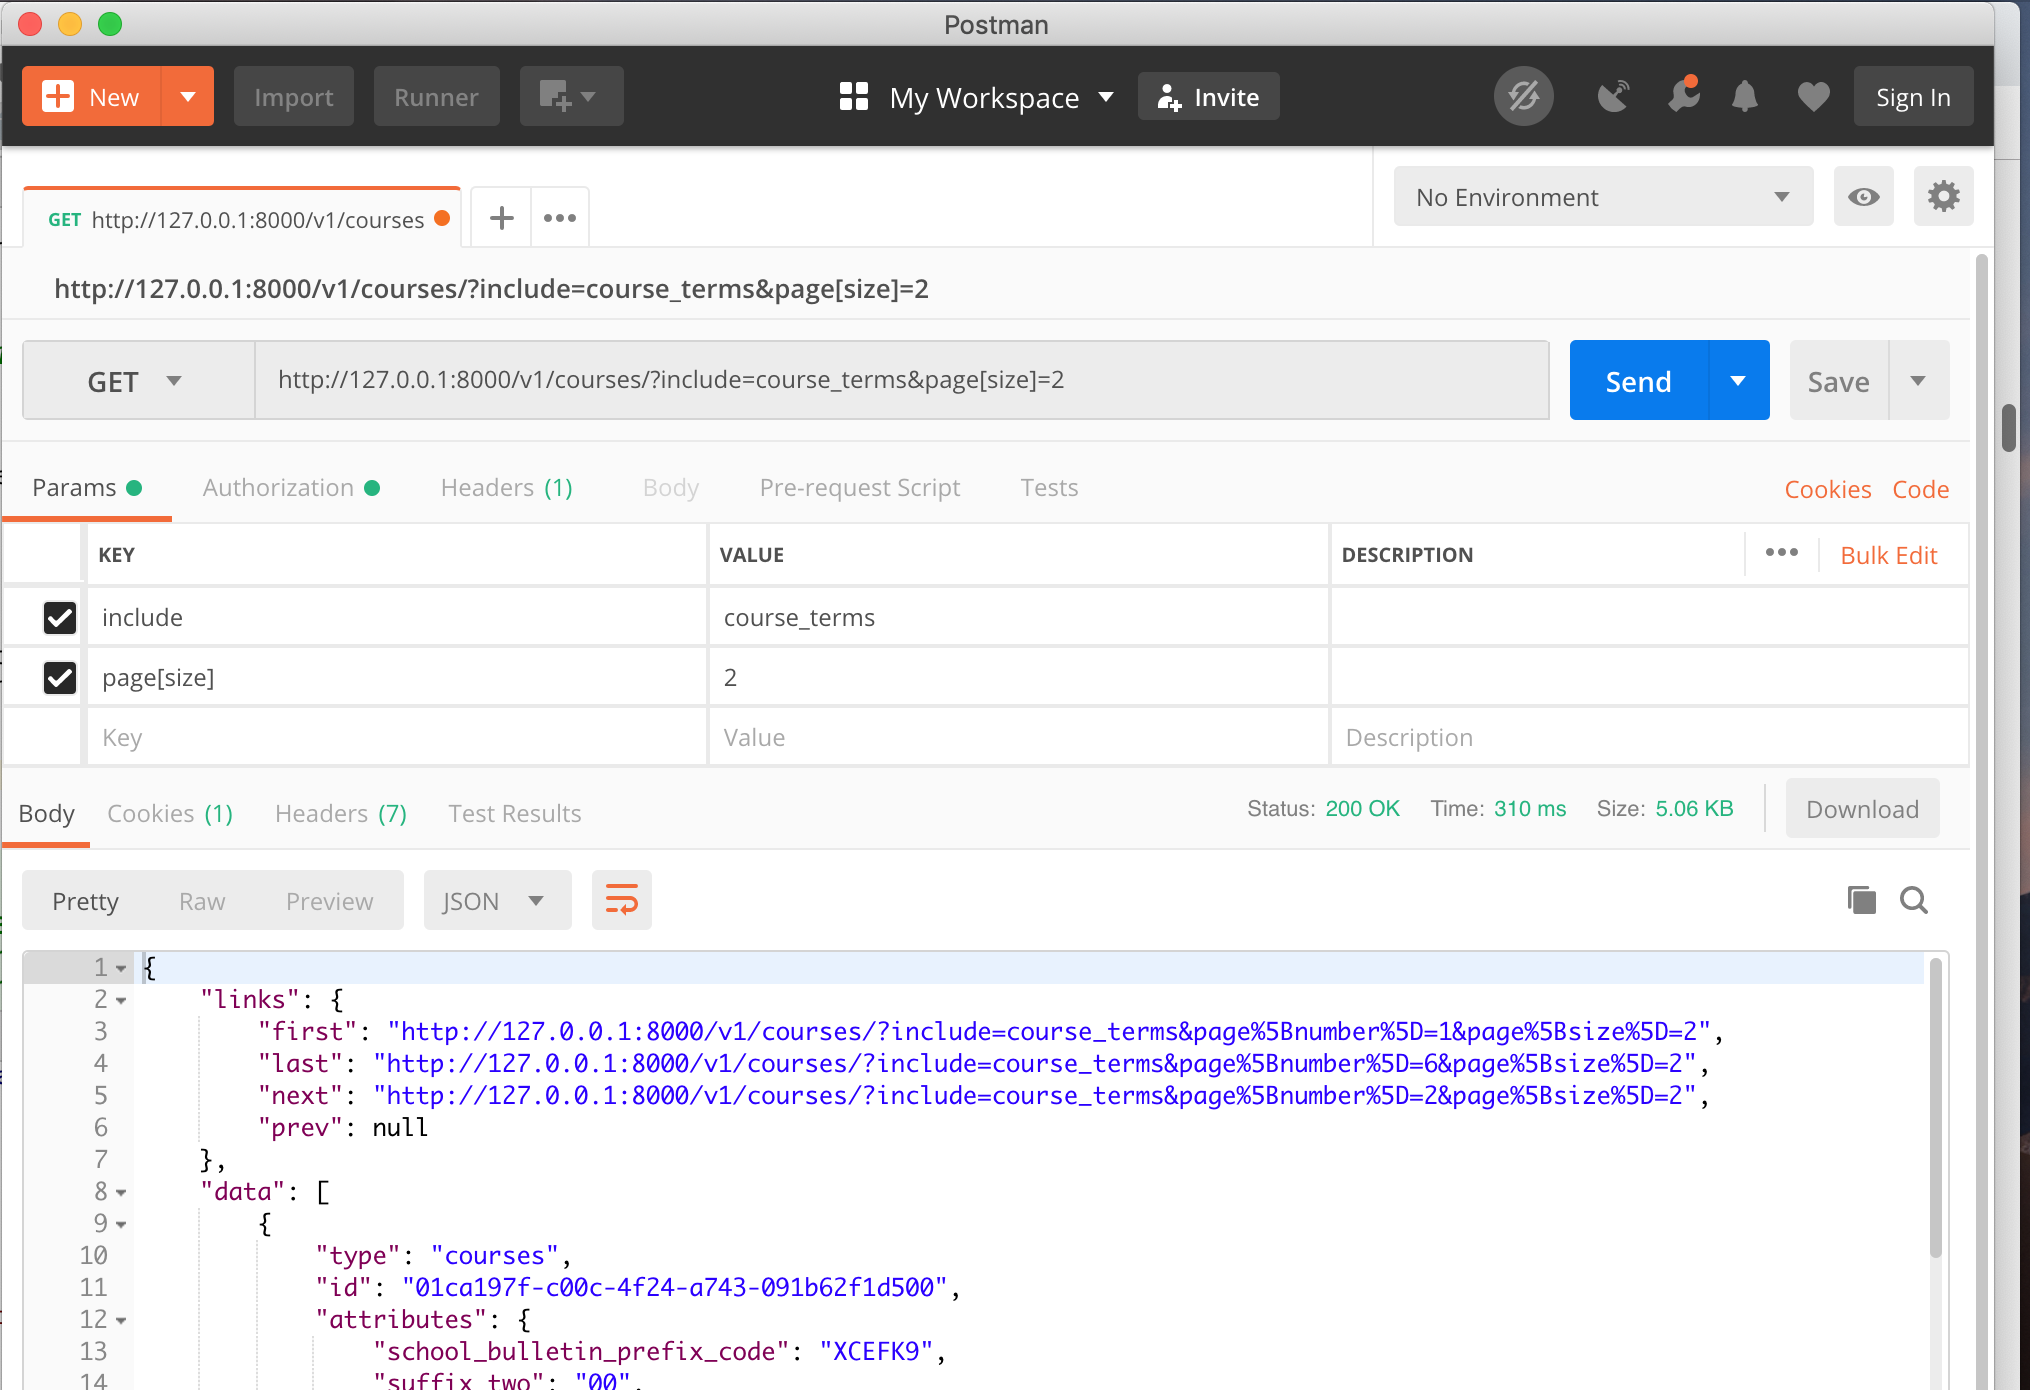 Postman
New Import Runner My Workspace Invite Sign In
GET http://127.0.0.1:8000/v1/courses No Environment
http://127.0.0.1:8000/v1/courses/?include=course_terms&page[size]=2
GET http://127.0.0.1:8000/v1/courses/?include=course_terms&page[size]=2 Send Save
Params Authorization Headers (1) Body Pre-request Script Tests Cookies Code
KEY VALUE DESCRIPTION Bulk Edit
include course_terms
page[size] 2
Key Value Description
Body Cookies (1) Headers (7) Test Results Status: 200 OK Time: 310 ms Size: 5.06 KB Download
Pretty Raw Preview JSON
1 {
2 "links": {
3 "first": "http://127.0.0.1:8000/v1/courses/?include=course_terms&page%5Bnumber%5D=1&page%5Bsize%5D=2",
4 "last": "http://127.0.0.1:8000/v1/courses/?include=course_terms&page%5Bnumber%5D=6&page%5Bsize%5D=2",
5 "next": "http://127.0.0.1:8000/v1/courses/?include=course_terms&page%5Bnumber%5D=2&page%5Bsize%5D=2",
6 "prev": null
7 },
8 "data": [
9 {
10 "type": "courses",
11 "id": "01ca197f-c00c-4f24-a743-091b62f1d500",
12 "attributes": {
13 "school_bulletin_prefix_code": "XCEFK9",
14 "suffix_two": "00",